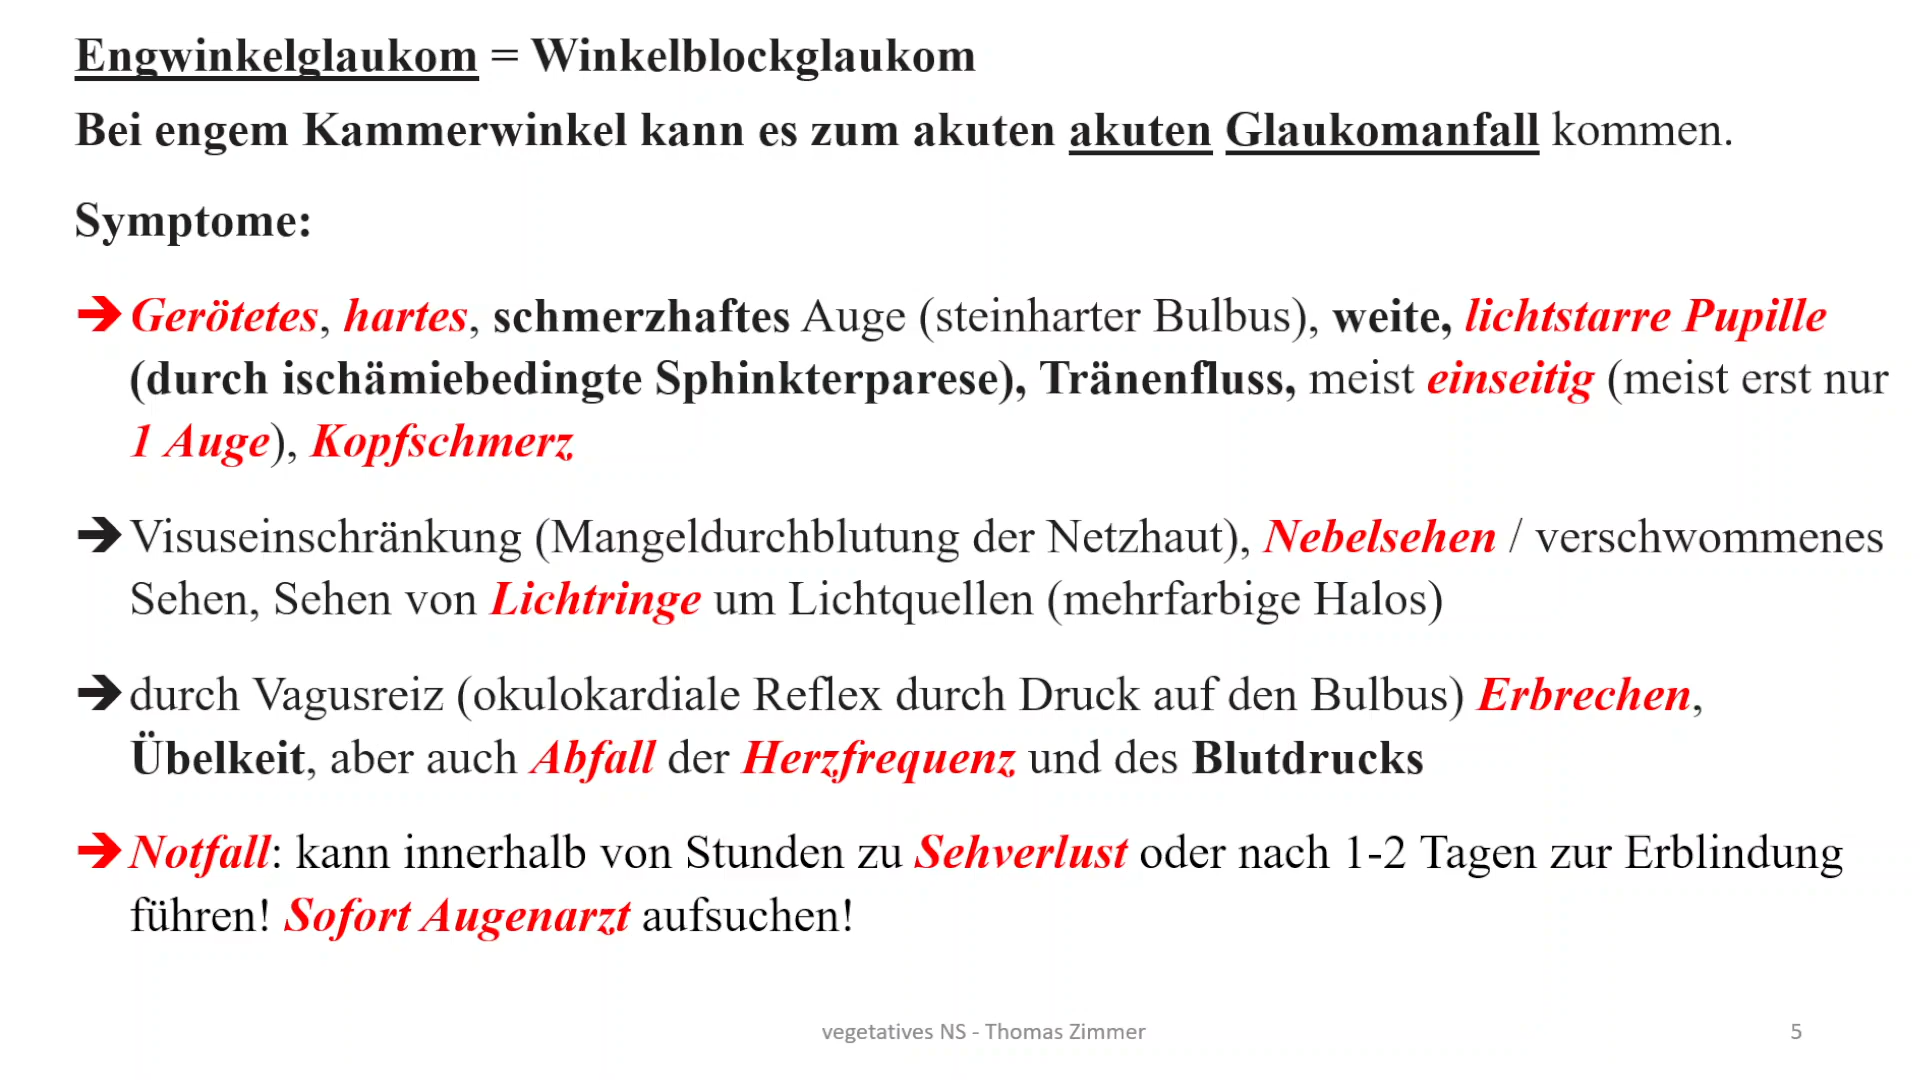 Engwinkelglaukom = Winkelblockglaukom
Bei engem Kammerwinkel kann es zum akuten akuten Glaukomanfall kommen.
Symptome:
➔ Gerötetes, hartes, schmerzhaftes Auge (steinharter Bulbus), weite, lichtstarre Pupille
(durch ischämiebedingte Sphinkterparese), Tränenfluss, meist einseitig (meist erst nur
1 Auge), Kopfschmerz
➔ Visuseinschränkung (Mangeldurchblutung der Netzhaut), Nebelsehen / verschwommenes
Sehen, Sehen von Lichtringe um Lichtquellen (mehrfarbige Halos)
➔ durch Vagusreiz (okulokardiale Reflex durch Druck auf den Bulbus) Erbrechen,
Übelkeit, aber auch Abfall der Herzfrequenz und des Blutdrucks
➔ Notfall: kann innerhalb von Stunden zu Sehverlust oder nach 1-2 Tagen zur Erblindung
führen! Sofort Augenarzt aufsuchen!
vegetatives NS - Thomas Zimmer
5